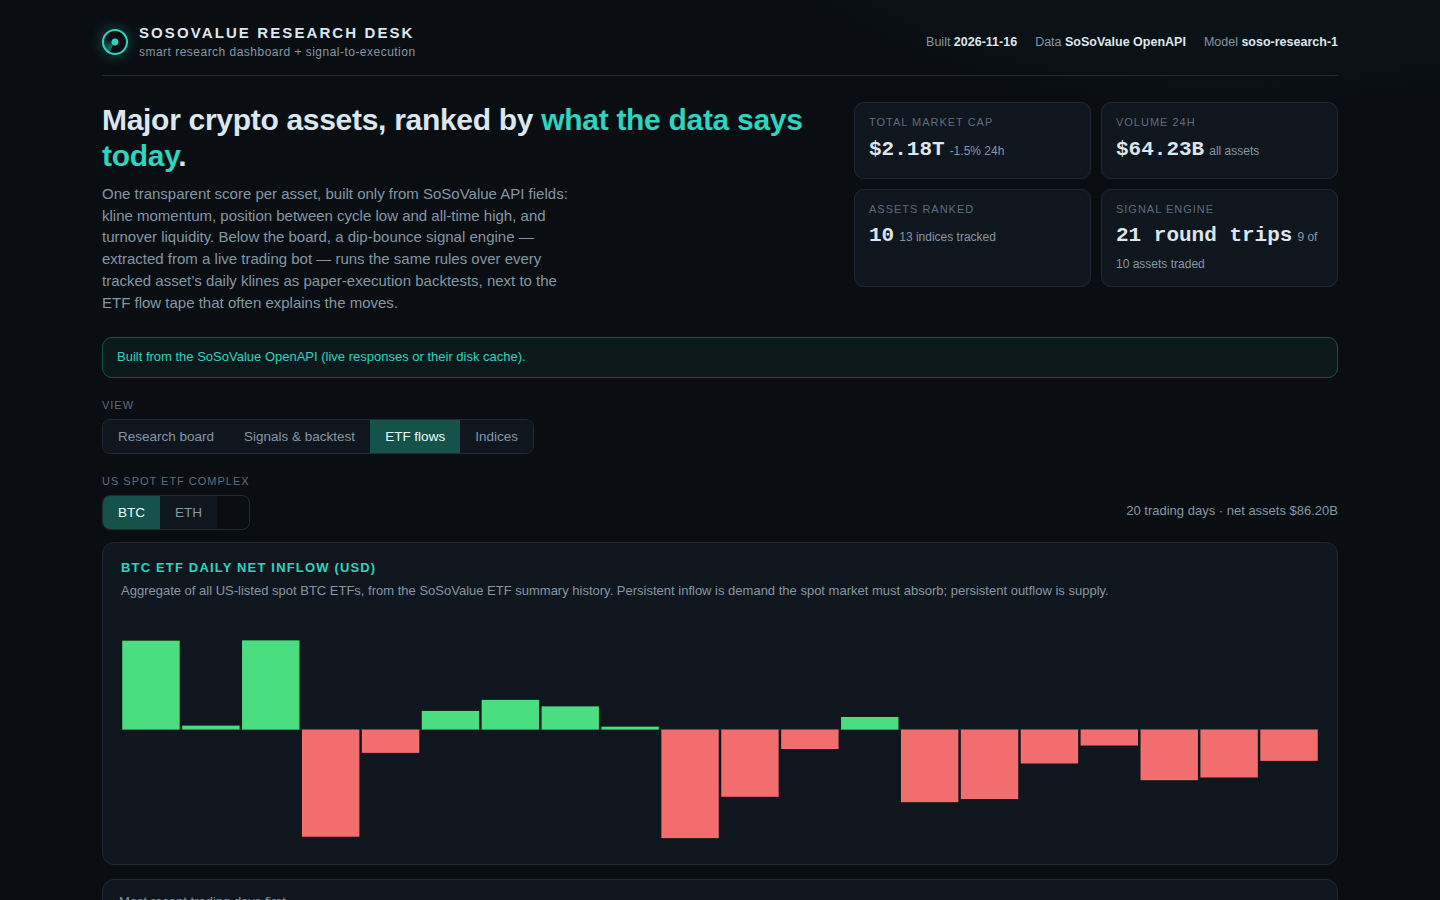 SOSOVALUE RESEARCH DESK
smart research dashboard + signal-to-execution
Built 2026-11-16 Data SoSoValue OpenAPI Model soso-research-1
Major crypto assets, ranked by what the data says
today.
One transparent score per asset, built only from SoSoValue API fields:
kline momentum, position between cycle low and all-time high, and
turnover liquidity. Below the board, a dip-bounce signal engine —
extracted from a live trading bot — runs the same rules over every
tracked asset’s daily klines as paper-execution backtests, next to the
ETF flow tape that often explains the moves.
TOTAL MARKET CAP
$2.18T -1.5% 24h
VOLUME 24H
$64.23B all assets
ASSETS RANKED
10 13 indices tracked
SIGNAL ENGINE
21 round trips 9 of
10 assets traded
Built from the SoSoValue OpenAPI (live responses or their disk cache).
VIEW
Research board Signals & backtest ETF flows Indices
US SPOT ETF COMPLEX
BTC ETH
20 trading days · net assets $86.20B
BTC ETF DAILY NET INFLOW (USD)
Aggregate of all US-listed spot BTC ETFs, from the SoSoValue ETF summary history. Persistent inflow is demand the spot market must absorb; persistent outflow is supply.
Most recent trading days first